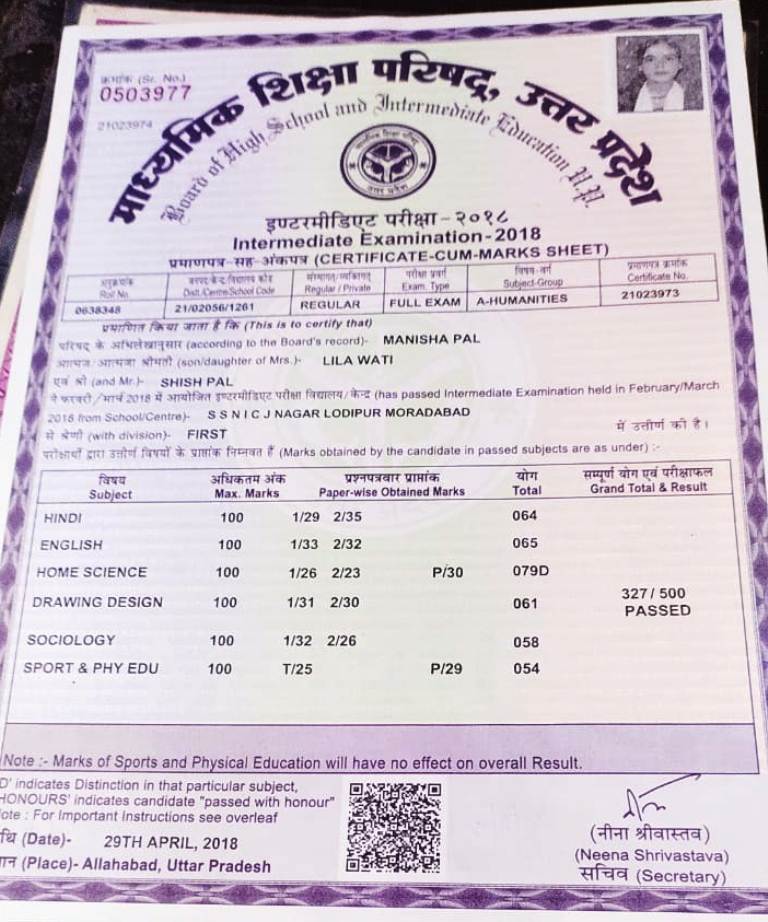 क्रमांक (Sr. No.)
0503977
21023974
माध्यमिक शिक्षा परिषद्, उत्तर प्रदेश
Board of High School and Intermediate Education U.P.
उत्तर प्रदेश
इण्टरमीडिएट परीक्षा - २०१८
Intermediate Examination-2018
प्रमाणपत्र-सह-अंकपत्र (CERTIFICATE-CUM-MARKS SHEET)
अनुक्रमांक जनपद-केन्द्र/विद्यालय कोड संस्थागत/व्यक्तिगत परीक्षा प्रवर्ग विषय-वर्ग प्रमाणपत्र क्रमांक
Roll No. Dist./Centre/School Code Regular / Private Exam. Type Subject-Group Certificate No.
0638348 21/02056/1261 REGULAR FULL EXAM A-HUMANITIES 21023973
प्रमाणित किया जाता है कि (This is to certify that)
परिषद् के अभिलेखानुसार (according to the Board's record)- MANISHA PAL
आत्मज/आत्मजा श्रीमती (son/daughter of Mrs.)- LILA WATI
एवं श्री (and Mr.)- SHISH PAL
ने फरवरी/मार्च 2018 में आयोजित इण्टरमीडिएट परीक्षा विद्यालय/केन्द्र (has passed Intermediate Examination held in February/March
2018 from School/Centre)- S S N I C J NAGAR LODIPUR MORADABAD
से श्रेणी (with division)- FIRST में उत्तीर्ण की है।
परीक्षार्थी द्वारा उत्तीर्ण विषयों के प्राप्तांक निम्नवत हैं (Marks obtained by the candidate in passed subjects are as under) :-
विषय अधिकतम अंक प्रश्नपत्रवार प्राप्तांक योग सम्पूर्ण योग एवं परीक्षाफल
Subject Max. Marks Paper-wise Obtained Marks Total Grand Total & Result
HINDI 100 1/29 2/35 064
ENGLISH 100 1/33 2/32 065
HOME SCIENCE 100 1/26 2/23 P/30 079D
DRAWING DESIGN 100 1/31 2/30 061 327 / 500
PASSED
SOCIOLOGY 100 1/32 2/26 058
SPORT & PHY EDU 100 T/25 P/29 054
Note :- Marks of Sports and Physical Education will have no effect on overall Result.
D' indicates Distinction in that particular subject,
HONOURS' indicates candidate "passed with honour"
ote : For Important Instructions see overleaf
थि (Date)- 29TH APRIL, 2018
ान (Place)- Allahabad, Uttar Pradesh
(नीना श्रीवास्तव)
(Neena Shrivastava)
सचिव (Secretary)